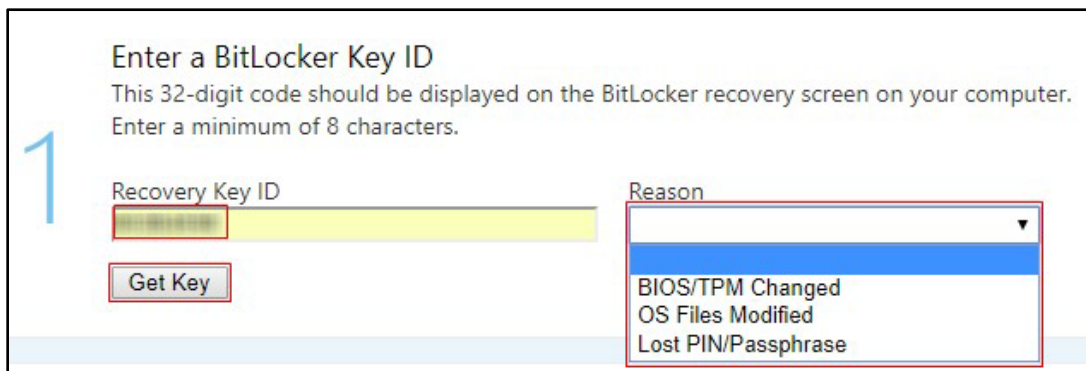 Enter a BitLocker Key ID
This 32-digit code should be displayed on the BitLocker recovery screen on your computer.
Enter a minimum of 8 characters.
1
Recovery Key ID
Reason
Get Key
BIOS/TPM Changed
OS Files Modified
Lost PIN/Passphrase